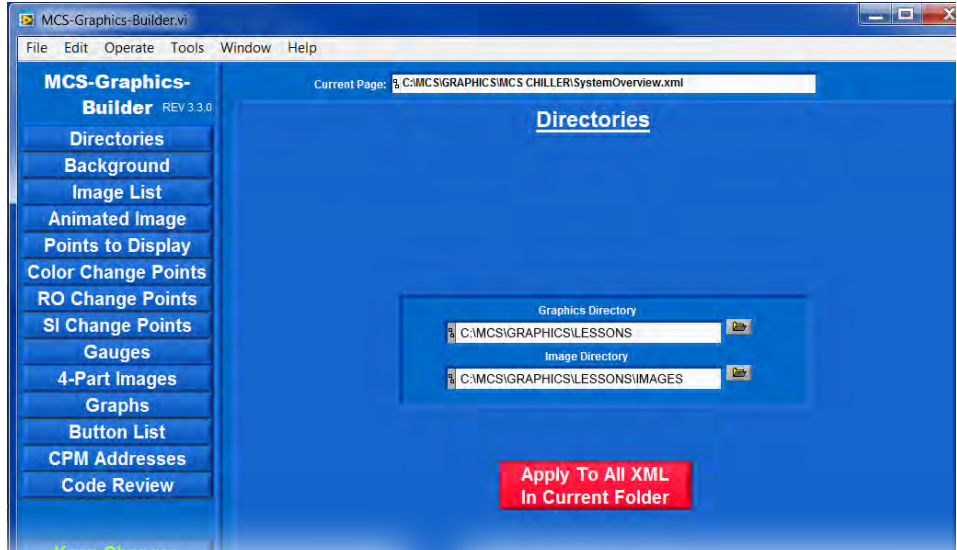 MCS-Graphics-Builder.vi
File Edit Operate Tools Window Help
MCS-Graphics-
Builder REV 3.3.0
Directories
Background
Image List
Animated Image
Points to Display
Color Change Points
RO Change Points
SI Change Points
Gauges
4-Part Images
Graphs
Button List
CPM Addresses
Code Review
Current Page: C:\MCS\GRAPHICS\MCS CHILLER\SystemOverview.xml
Directories
Graphics Directory
C:\MCS\GRAPHICS\LESSONS
Image Directory
C:\MCS\GRAPHICS\LESSONS\IMAGES
Apply To All XML
In Current Folder